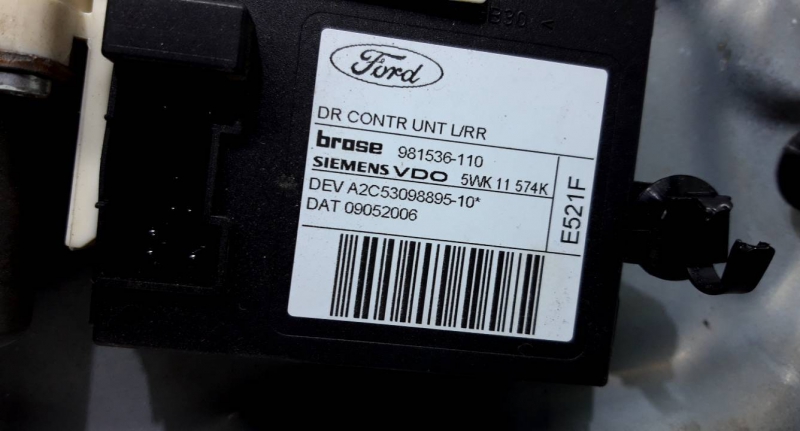 Ford
DR CONTR UNT L/RR
brose 981536-110
SIEMENS VDO 5WK 11 574K
DEV A2C53098895-10*
DAT 09052006
E521F